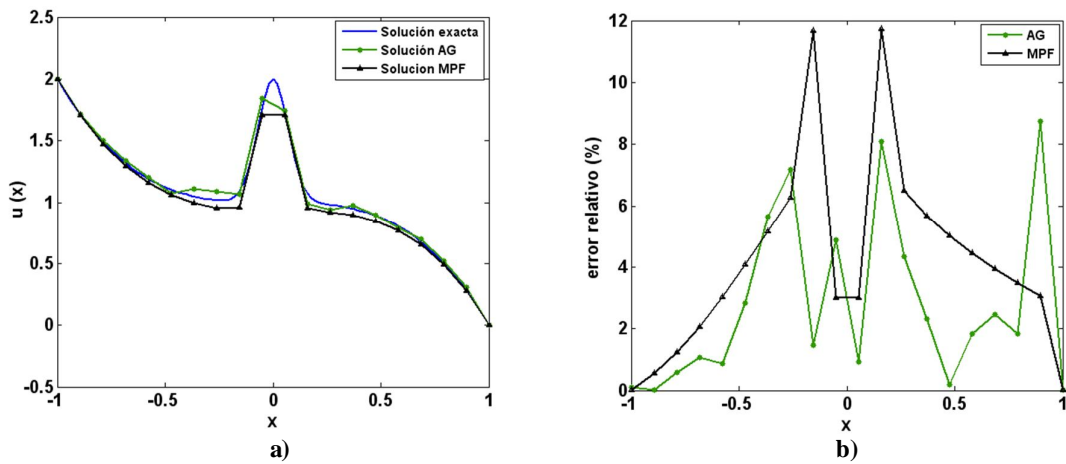 2.5
2
1.5
1
0.5
0
-0.5
-1
-0.5
0
0.5
1
u (x)
x
Solución exacta
Solución AG
Solucion MPF
a)
12
10
8
6
4
2
0
-1
-0.5
0
0.5
1
error relativo (%)
x
AG
MPF
b)